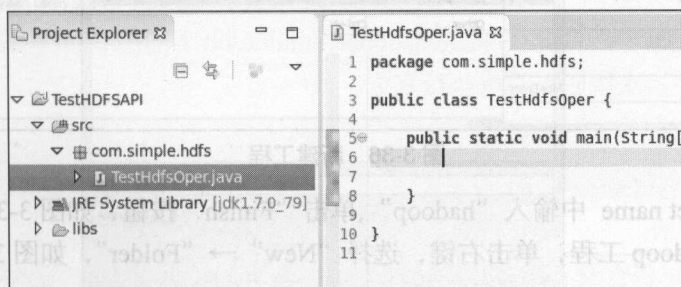 Project Explorer
TestHDFSAPI
src
com.simple.hdfs
TestHdfsOper.java
JRE System Library [jdk1.7.0_79]
libs
TestHdfsOper.java
1 package com.simple.hdfs;
2
3 public class TestHdfsOper {
4
5 public static void main(String[
6
7
8 }
9
10 }
11